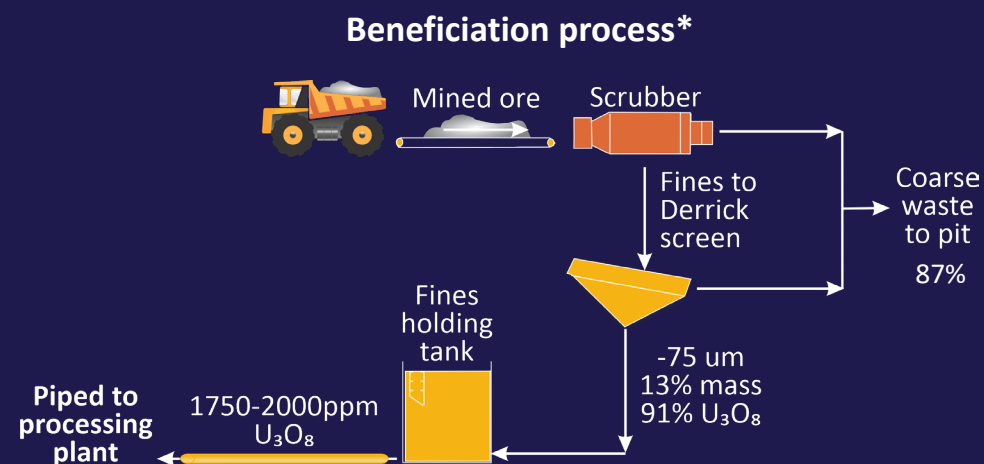 Beneficiation process*
Mined ore
Scrubber
Fines to
Derrick
screen
Coarse
waste
to pit
87%
Fines
holding
tank
-75 um
13% mass
91% U₃O₈
1750-2000ppm
U₃O₈
Piped to
processing
plant